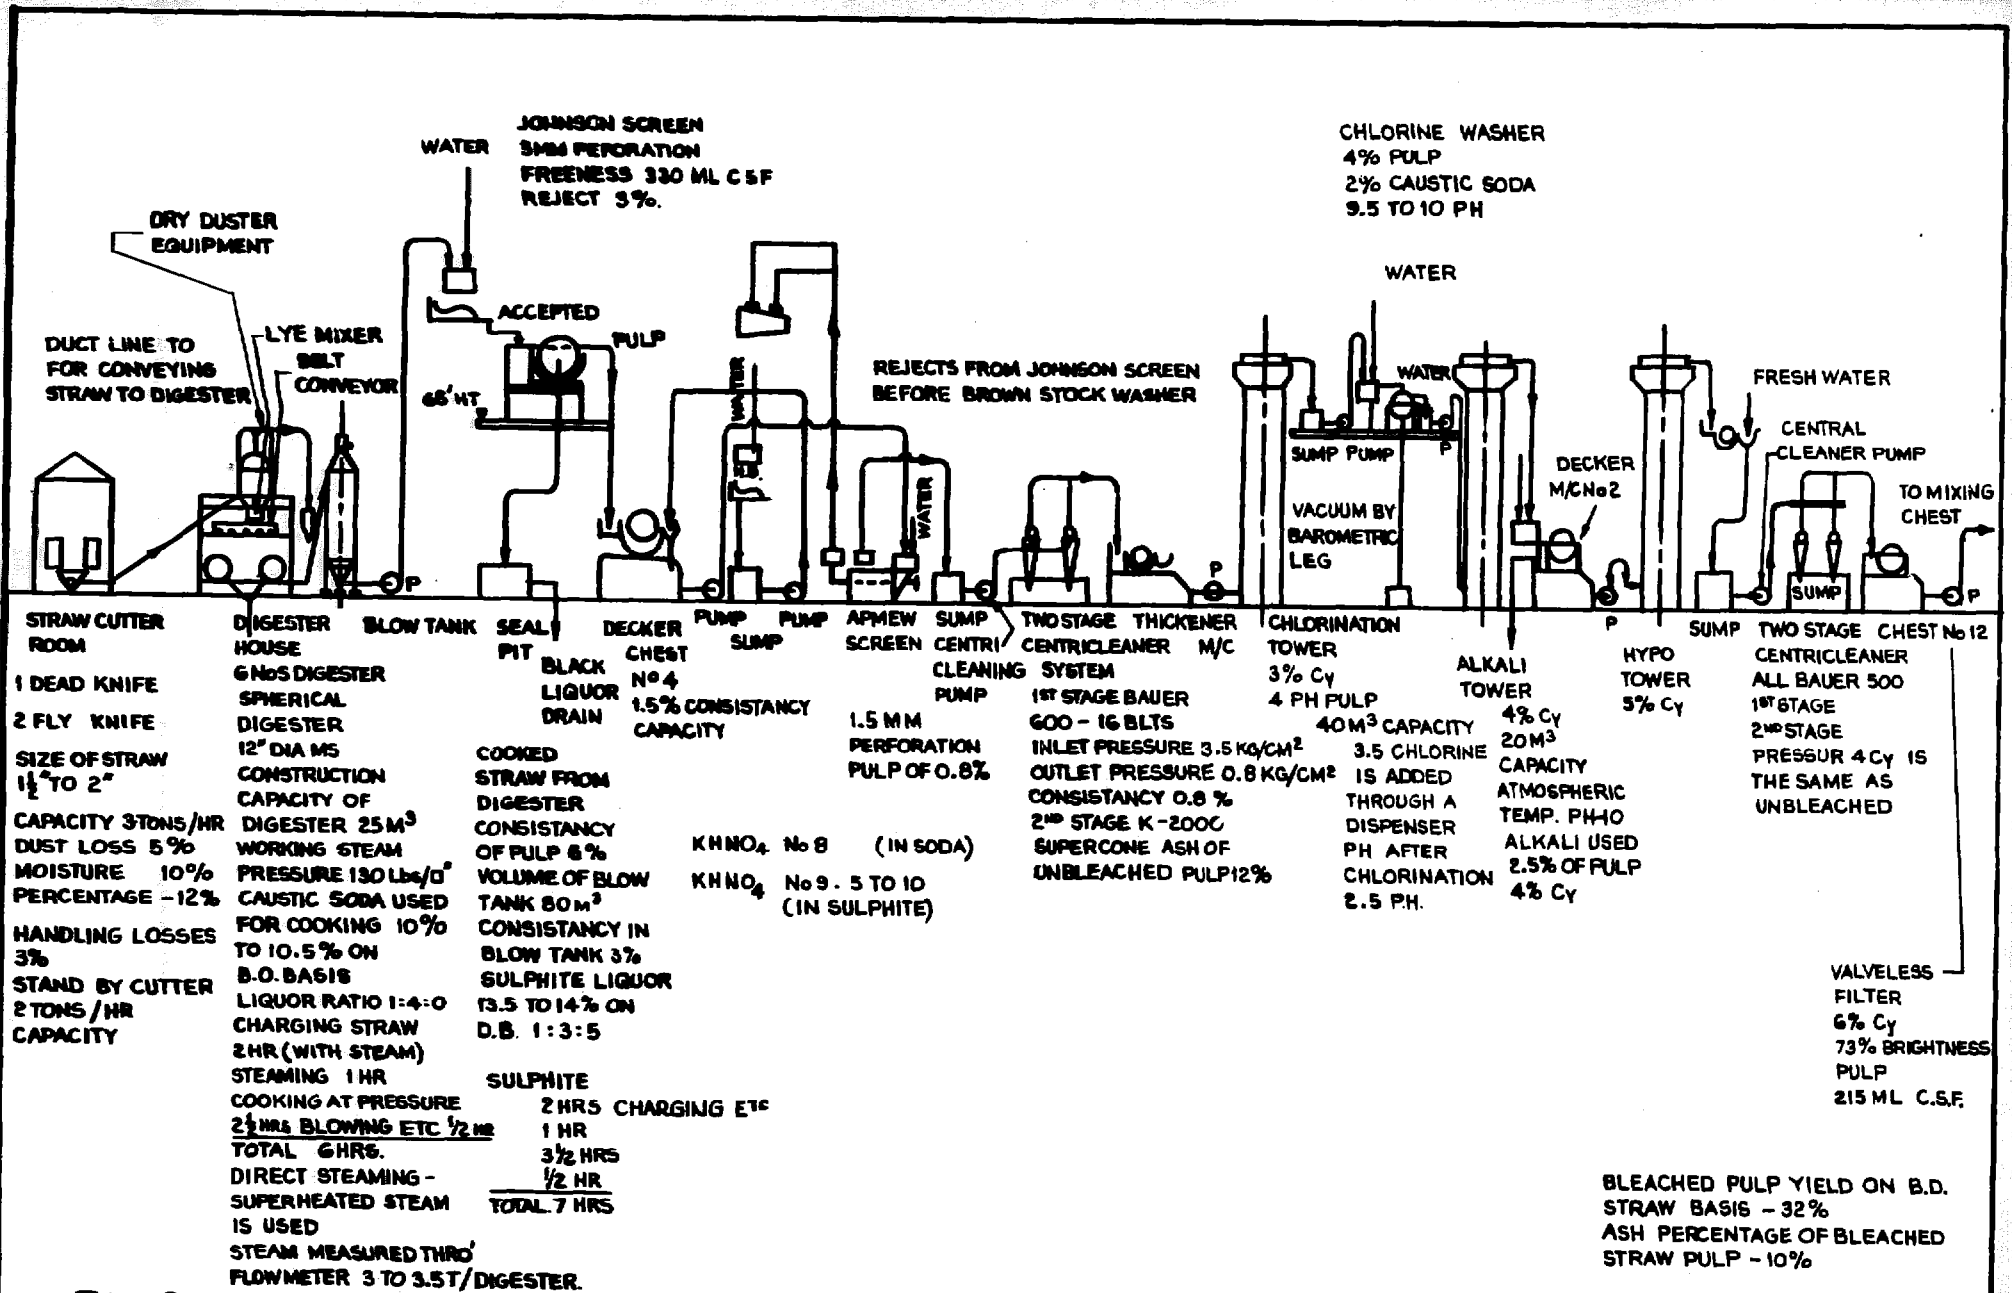 JOHNSON SCREEN
3MM PERFORATION
FREENESS 330 ML CSF
REJECT 3%.
WATER
DRY DUSTER
EQUIPMENT
CHLORINE WASHER
4% PULP
2% CAUSTIC SODA
9.5 TO 10 PH
WATER
DUCT LINE TO
FOR CONVEYING
STRAW TO DIGESTER
LYE MIXER
BELT
CONVEYOR
ACCEPTED
PULP
65' HT
WATER
REJECTS FROM JOHNSON SCREEN
BEFORE BROWN STOCK WASHER
WATER
WATER
SUMP PUMP
P
VACUUM BY
BAROMETRIC
LEG
FRESH WATER
CENTRAL
CLEANER PUMP
DECKER
M/C No 2
TO MIXING
CHEST
P
P
P
P
SUMP
STRAW CUTTER
ROOM
1 DEAD KNIFE
2 FLY KNIFE
SIZE OF STRAW
1½" TO 2"
CAPACITY 3TONS/HR
DUST LOSS 5%
MOISTURE 10%
PERCENTAGE -12%
HANDLING LOSSES
3%
STAND BY CUTTER
2 TONS/HR
CAPACITY
DIIGESTER
HOUSE
6 NOS DIGESTER
SPHERICAL
DIGESTER
12" DIA MS
CONSTRUCTION
CAPACITY OF
DIGESTER 25M³
WORKING STEAM
PRESSURE 130 Lbs/□"
CAUSTIC SODA USED
FOR COOKING 10%
TO 10.5% ON
B.O. BASIS
LIQUOR RATIO 1:4:0
CHARGING STRAW
2HR (WITH STEAM)
STEAMING 1 HR
COOKING AT PRESSURE
2½ HRS BLOWING ETC ½ HR
TOTAL 6HRS.
DIRECT STEAMING -
SUPERHEATED STEAM
IS USED
STEAM MEASURED THRO'
FLOWMETER 3 TO 3.5T/DIGESTER.
BLOW TANK
SEAL
PIT
BLACK
LIQUOR
DRAIN
COOKED
STRAW FROM
DIGESTER
CONSISTANCY
OF PULP 6%
VOLUME OF BLOW
TANK 80M³
CONSISTANCY IN
BLOW TANK 3%
SULPHITE LIQUOR
13.5 TO 14% ON
D.B. 1:3:5
SULPHITE
2 HRS CHARGING ETC
1 HR
3½ HRS
½ HR
TOTAL. 7 HRS
DECKER
CHEST
No 4
1.5% CONSISTANCY
CAPACITY
PUMP
SUMP
PUMP
KHNO₄ No 8 (IN SODA)
KHNO₄ No 9.5 TO 10
(IN SULPHITE)
APMEW
SCREEN
1.5 MM
PERFORATION
PULP OF 0.8%
SUMP
CENTRI
CLEANING
PUMP
TWO STAGE
CENTRICLEANER
SYSTEM
1ST STAGE BAUER
600 - 16 BLTS
INLET PRESSURE 3.5 KG/CM²
OUTLET PRESSURE 0.8 KG/CM²
CONSISTANCY 0.8 %
2ND STAGE K-2000
SUPERCONE ASH OF
UNBLEACHED PULP 12%
THICKENER
M/C
CHLORINATION
TOWER
3% Cy
4 PH PULP
40M³ CAPACITY
3.5 CHLORINE
IS ADDED
THROUGH A
DISPENSER
PH AFTER
CHLORINATION
2.5 P.H.
ALKALI
TOWER
4% Cy
20M³
CAPACITY
ATMOSPHERIC
TEMP. PH-10
ALKALI USED
2.5% OF PULP
4% Cy
HYPO
TOWER
5% Cy
SUMP
TWO STAGE
CENTRICLEANER
ALL BAUER 500
1ST STAGE
2ND STAGE
PRESSUR 4 Cy IS
THE SAME AS
UNBLEACHED
CHEST No 12
VALVELESS
FILTER
6% Cy
73% BRIGHTNESS
PULP
215 ML C.S.F.
BLEACHED PULP YIELD ON B.D.
STRAW BASIS - 32%
ASH PERCENTAGE OF BLEACHED
STRAW PULP - 10%